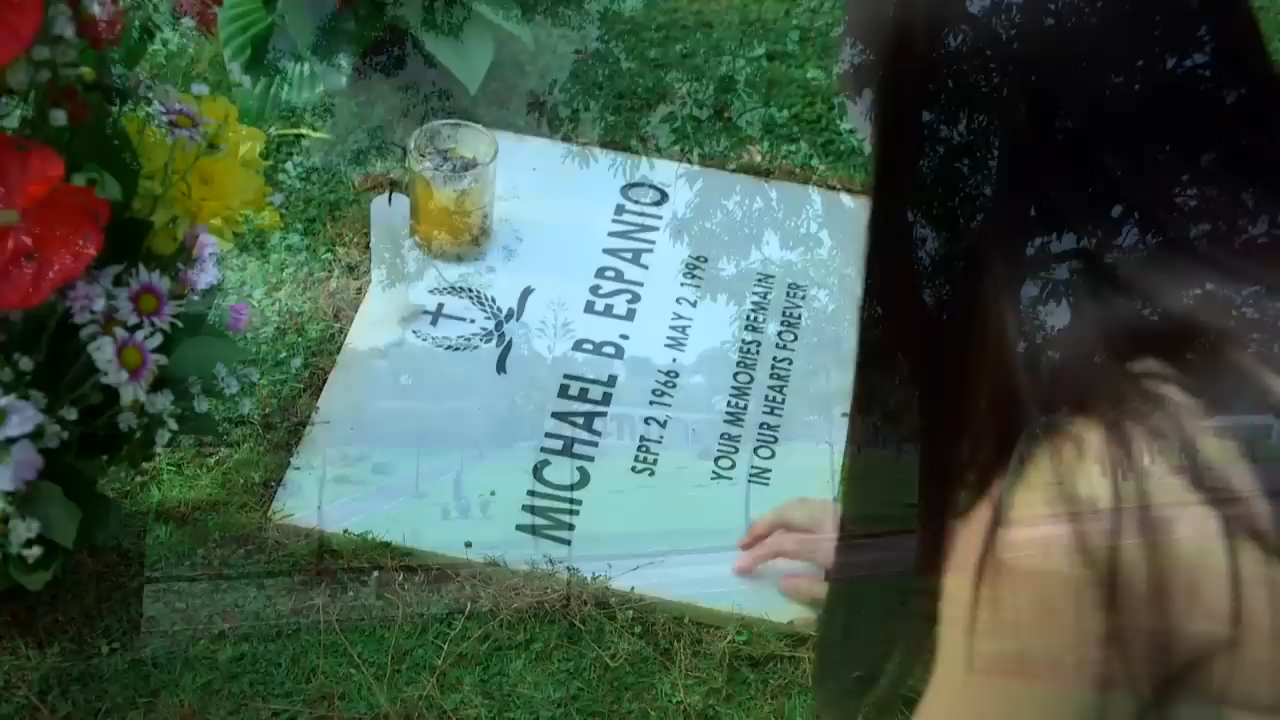 MICHAEL B. ESPANTO
SEPT. 2, 1966 - MAY 2, 1996
YOUR MEMORIES REMAIN
IN OUR HEARTS FOREVER